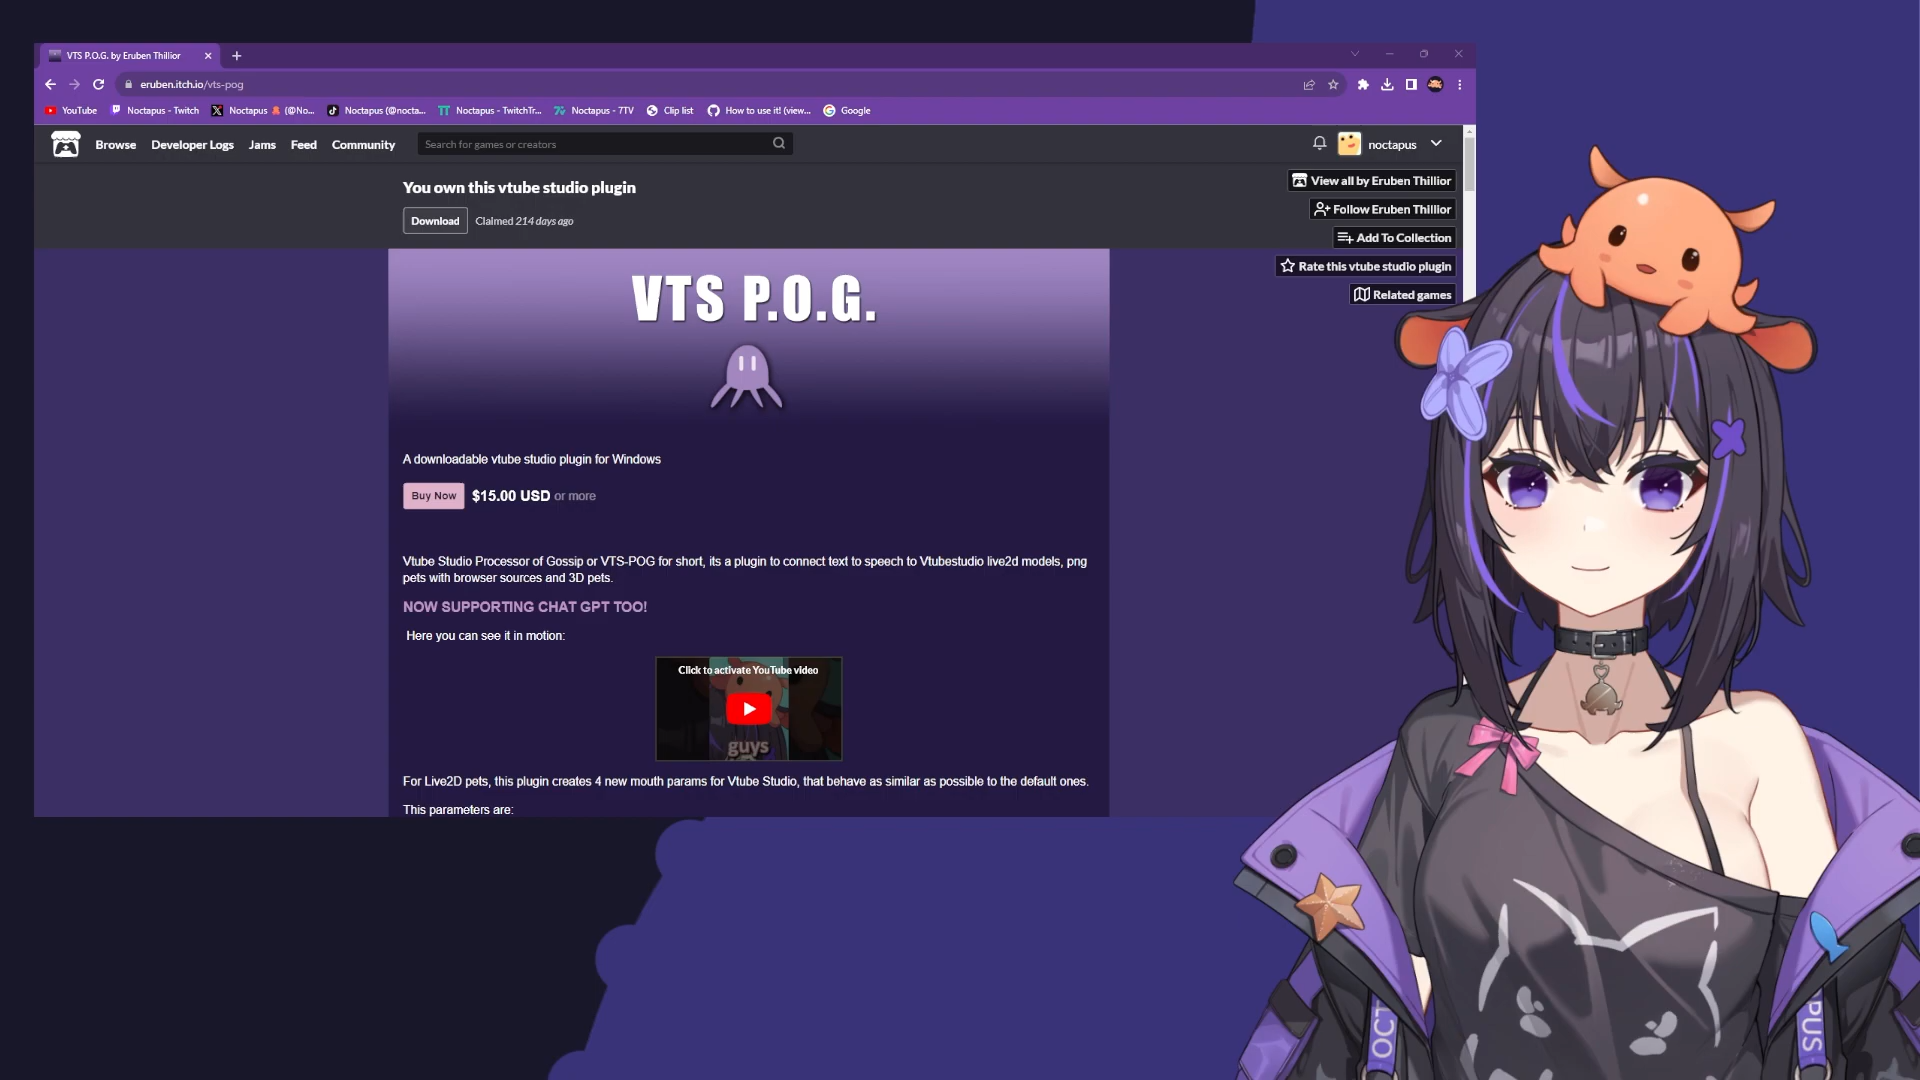 VTS P.O.G. by Eruben Thillior
eruben.itch.io/vts-pog
YouTube
Noctapus - Twitch
Noctapus (@No...
Noctapus (@nocta...
Noctapus - TwitchTr...
Noctapus - 7TV
Clip list
How to use it! (view...
Google
Browse
Developer Logs
Jams
Feed
Community
Search for games or creators
noctapus
You own this vtube studio plugin
Download
Claimed 214 days ago
View all by Eruben Thillior
Follow Eruben Thillior
Add To Collection
Rate this vtube studio plugin
Related games
VTS P.O.G.
A downloadable vtube studio plugin for Windows
Buy Now
$15.00 USD or more
Vtube Studio Processor of Gossip or VTS-POG for short, its a plugin to connect text to speech to Vtubestudio live2d models, png
pets with browser sources and 3D pets.
NOW SUPPORTING CHAT GPT TOO!
Here you can see it in motion:
Click to activate YouTube video
guys
For Live2D pets, this plugin creates 4 new mouth params for Vtube Studio, that behave as similar as possible to the default ones.
This parameters are:
OCT
PUS